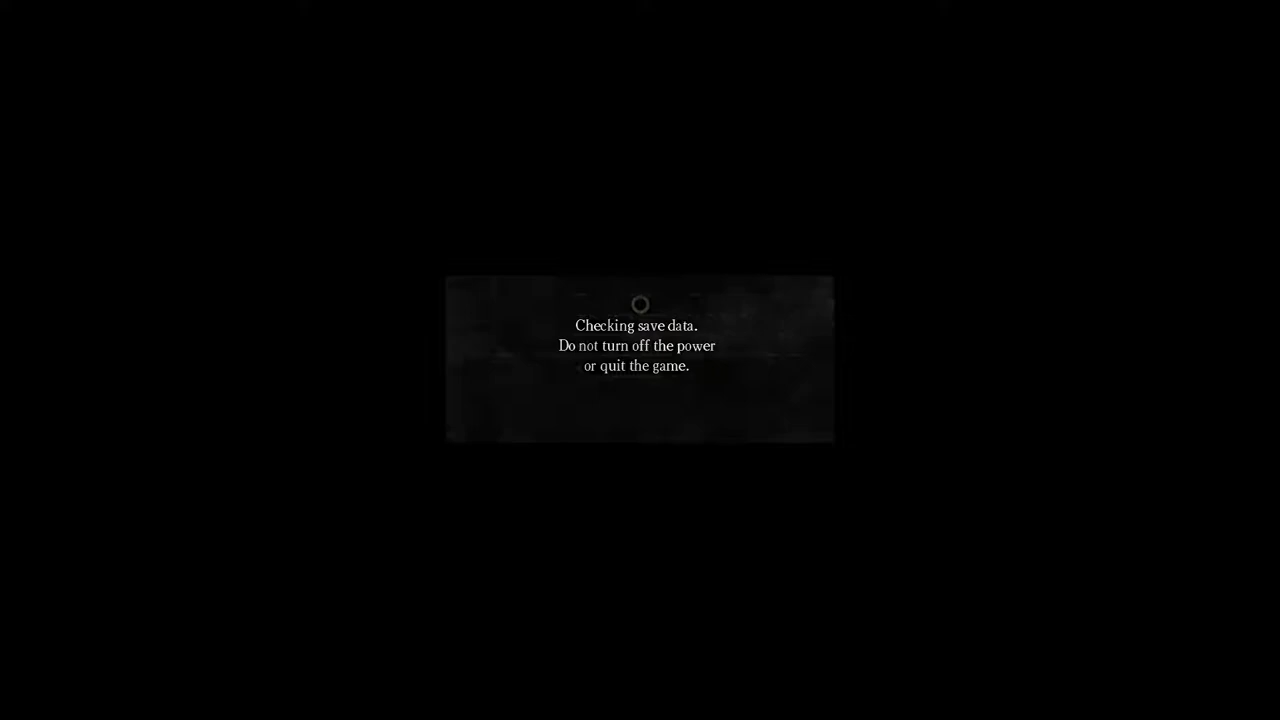 Checking save data.
Do not turn off the power
or quit the game.